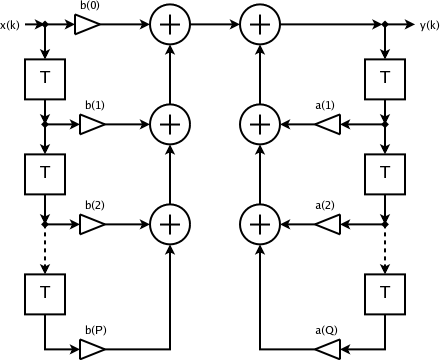 b(0)
x(k)
y(k)
T
T
b(1)
a(1)
T
T
b(2)
a(2)
T
T
b(P)
a(Q)